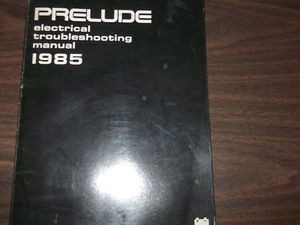 PRELUDE
electrical
troubleshooting
manual
1985